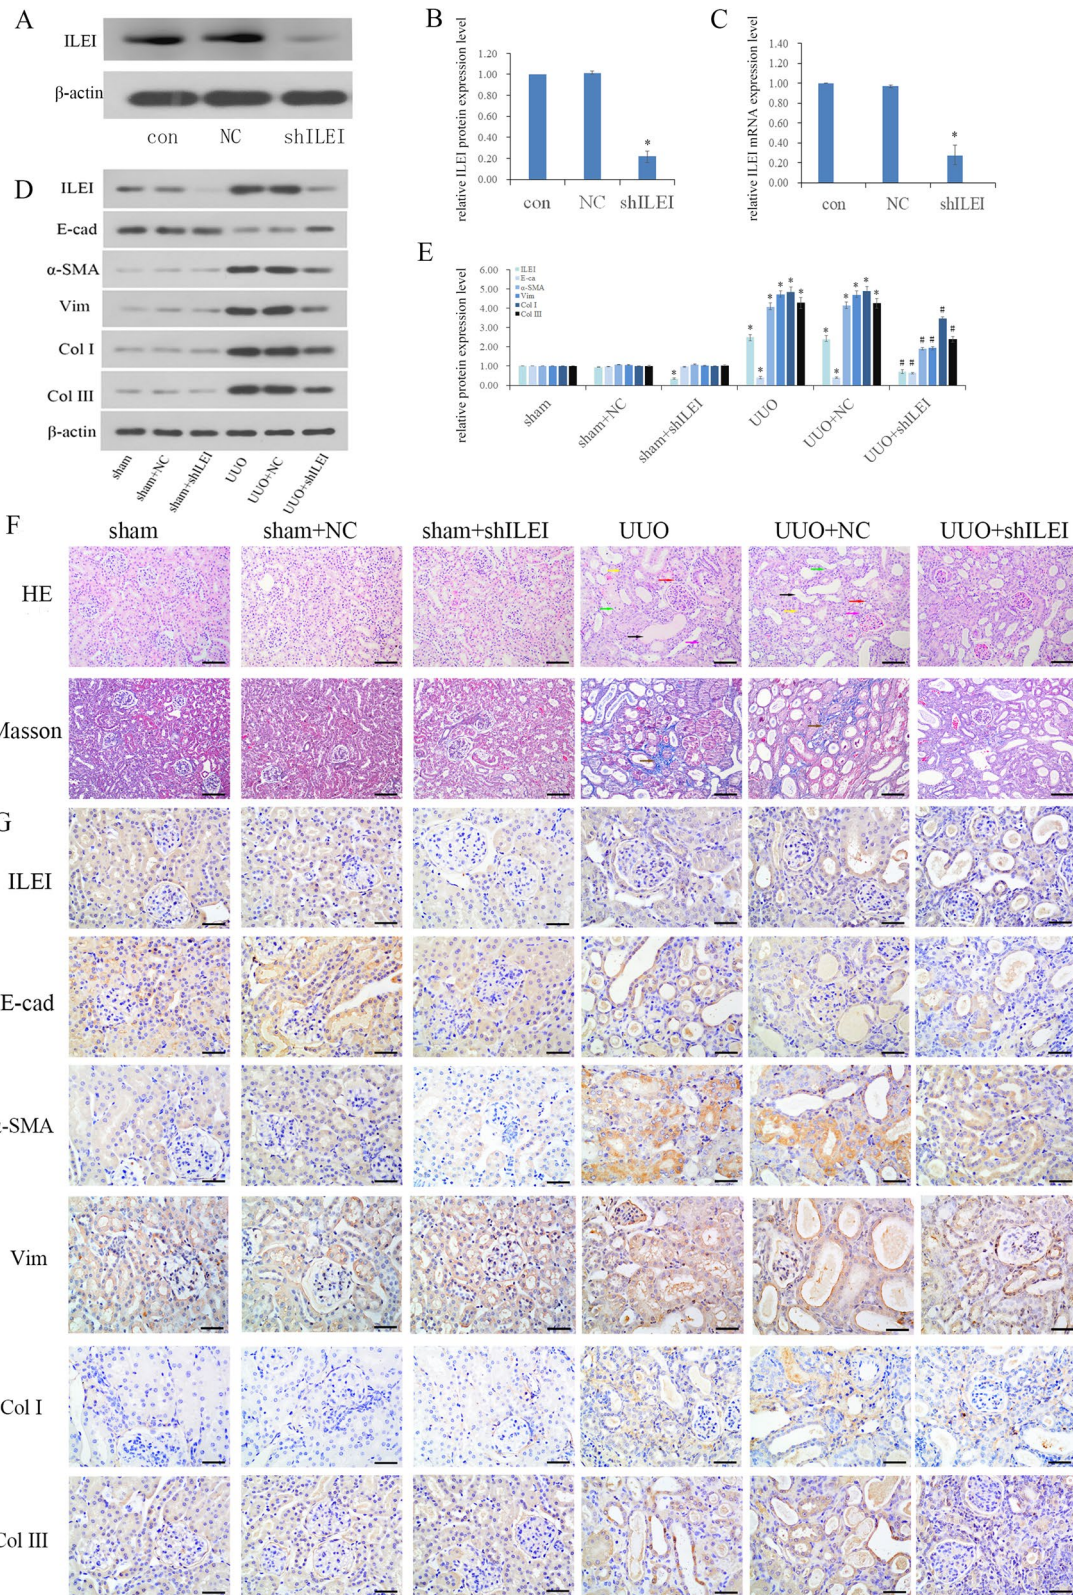 A
ILEI
β-actin
con NC shILEI
B
relative ILEI protein expression level
1.20
1.00
0.80
0.60
0.40
0.20
0.00
*
con NC shILEI
C
relative ILEI mRNA expression level
1.40
1.20
1.00
0.80
0.60
0.40
0.20
0.00
*
con NC shILEI
D
ILEI
E-cad
α-SMA
Vim
Col I
Col III
β-actin
sham sham+NC sham+shILEI UUO UUO+NC UUO+shILEI
E
relative protein expression level
6.00
5.00
4.00
3.00
2.00
1.00
0.00
ILEI
E-ca
α-SMA
Vim
Col I
Col III
*
* * * * * *
* * * * * *
# # # # # #
sham sham+NC sham+shILEI UUO UUO+NC UUO+shILEI
F
sham sham+NC sham+shILEI UUO UUO+NC UUO+shILEI
HE
Masson
G
ILEI
E-cad
-SMA
Vim
Col I
Col III